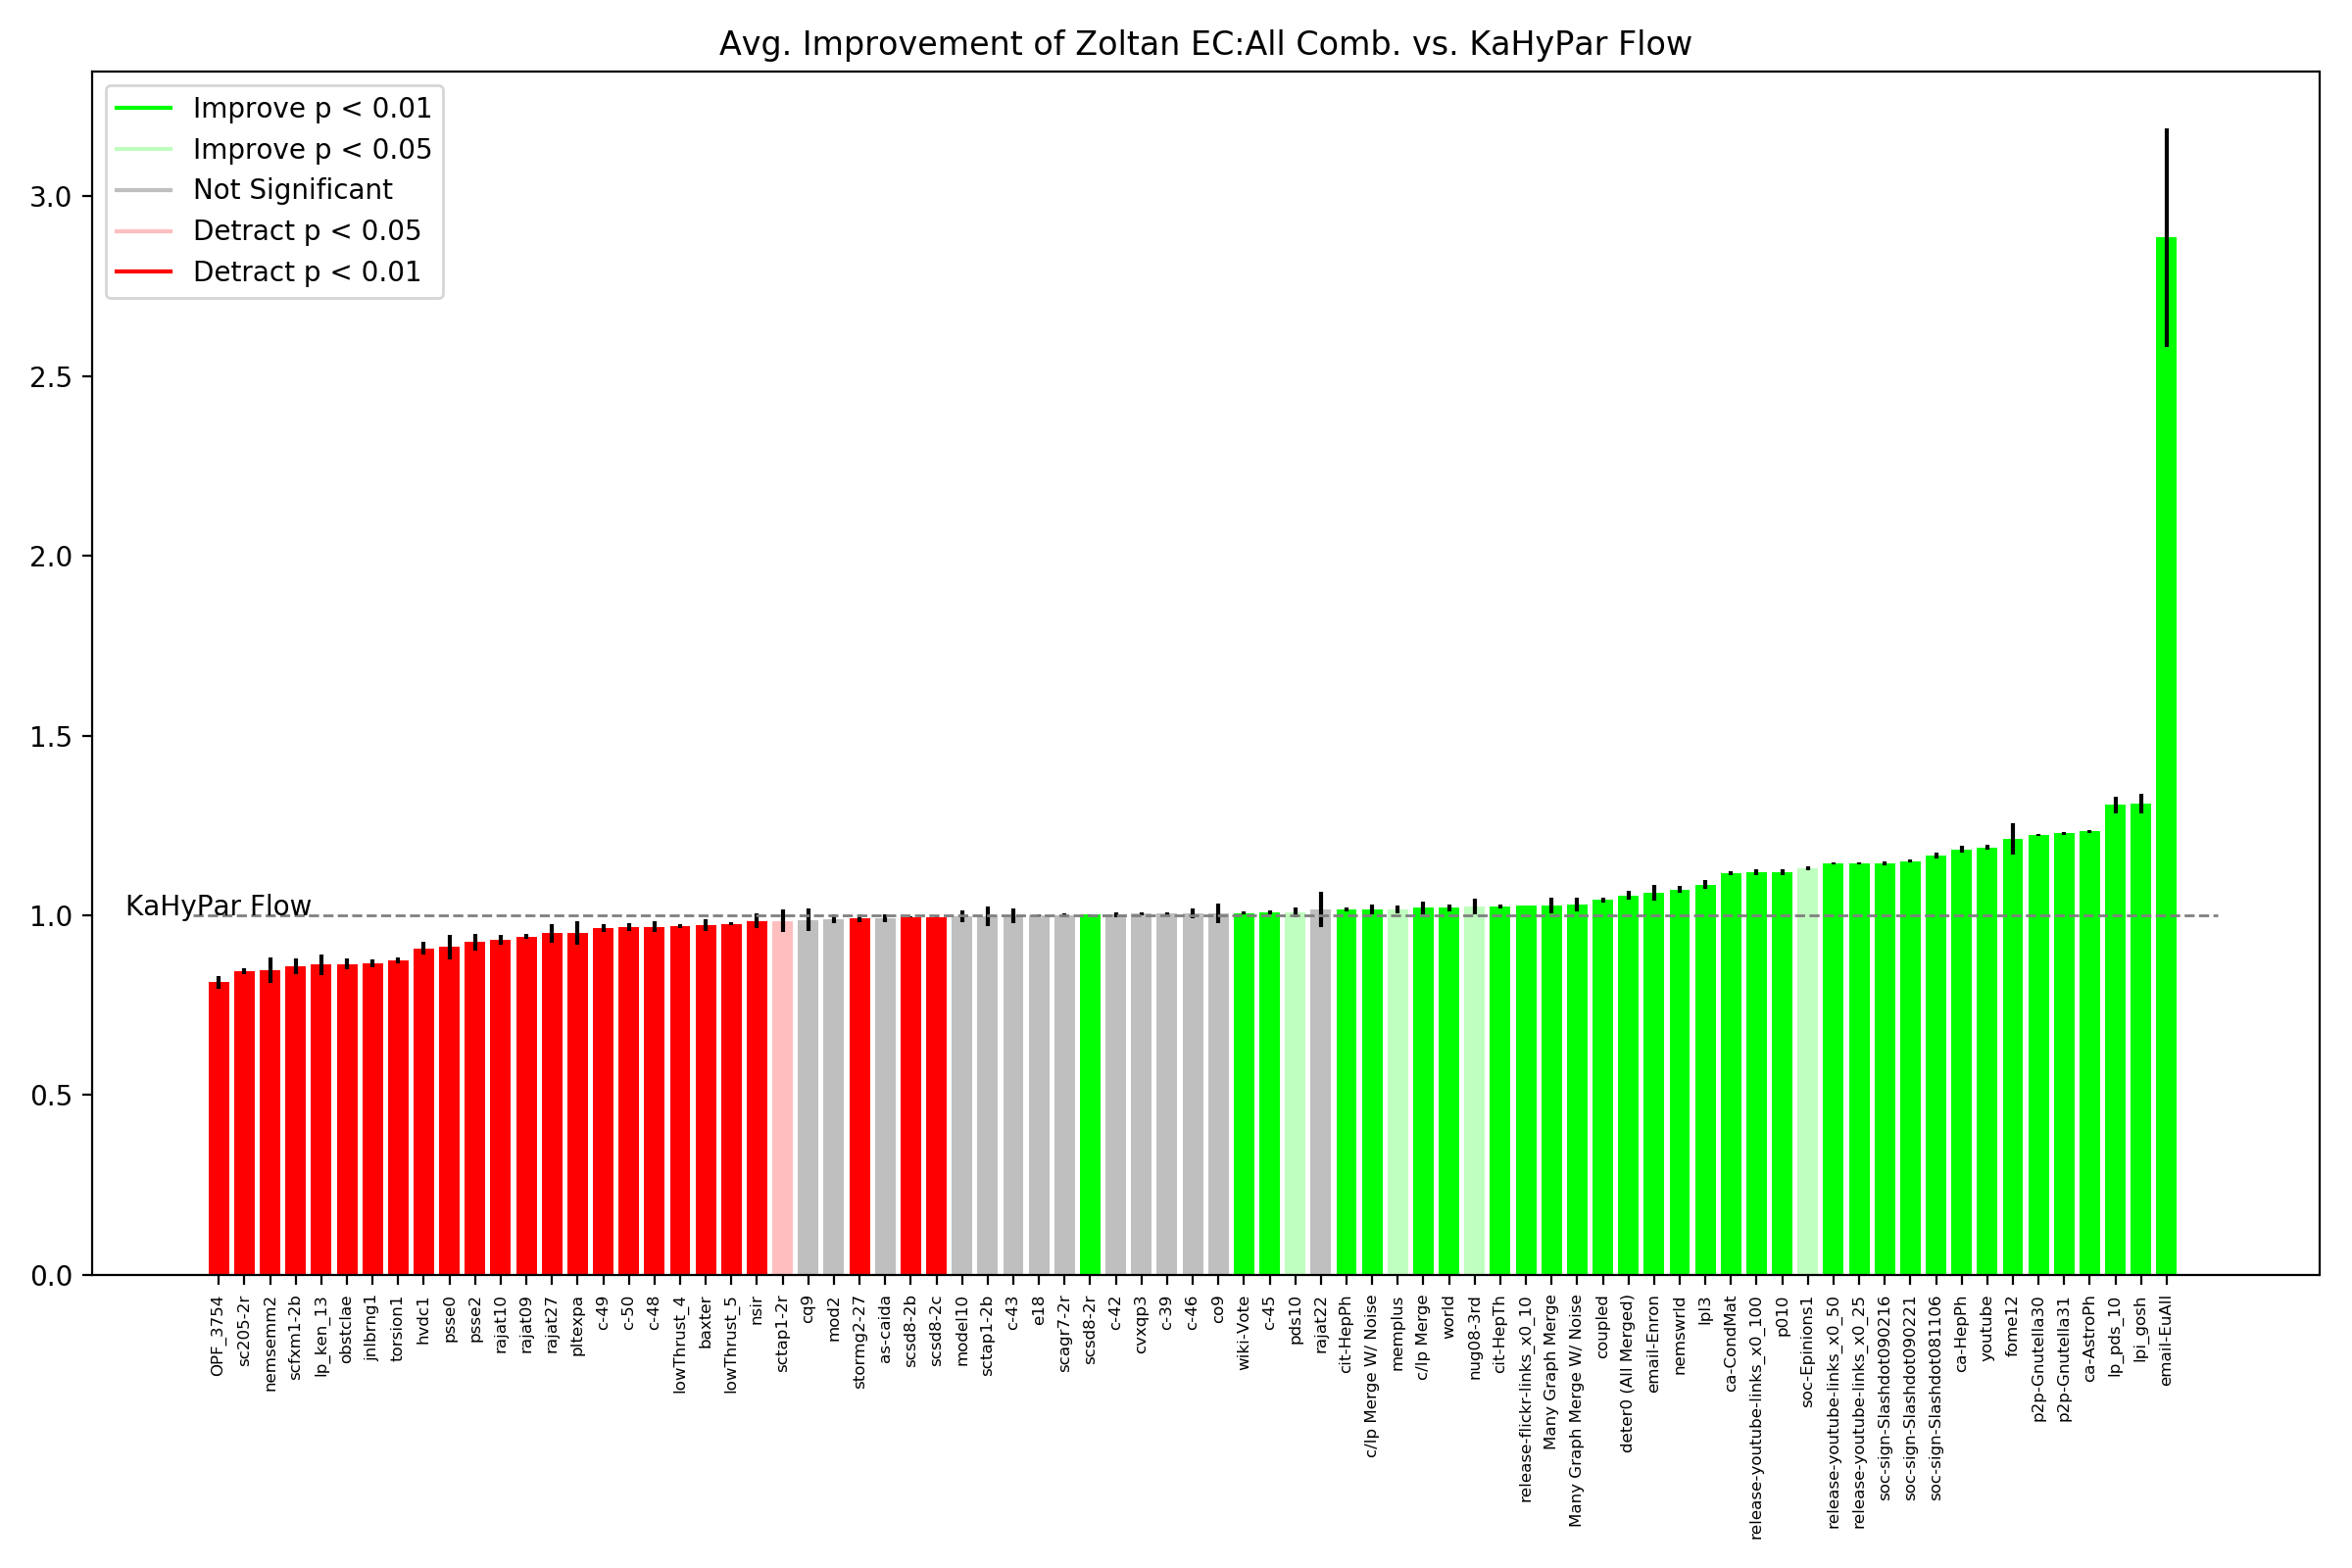 Avg. Improvement of Zoltan EC:All Comb. vs. KaHyPar Flow
Improve p < 0.01
Improve p < 0.05
Not Significant
Detract p < 0.05
Detract p < 0.01
3.0
2.5
2.0
1.5
1.0
0.5
0.0
KaHyPar Flow
OPF_3754
sc205-2r
nemsemm2
scfxm1-2b
lp_ken_13
obstclae
jnlbrng1
torsion1
hvdc1
psse0
psse2
rajat10
rajat09
rajat27
pltexpa
c-49
c-50
c-48
lowThrust_4
baxter
lowThrust_5
nsir
sctap1-2r
cq9
mod2
stormg2-27
as-caida
scsd8-2b
scsd8-2c
model10
sctap1-2b
c-43
e18
scagr7-2r
scsd8-2r
c-42
cvxqp3
c-39
c-46
co9
wiki-Vote
c-45
pds10
rajat22
cit-HepPh
c/lp Merge W/ Noise
memplus
c/lp Merge
world
nug08-3rd
cit-HepTh
release-flickr-links_x0_10
Many Graph Merge
Many Graph Merge W/ Noise
coupled
deter0 (All Merged)
email-Enron
nemswrld
lpl3
ca-CondMat
release-youtube-links_x0_100
p010
soc-Epinions1
release-youtube-links_x0_50
release-youtube-links_x0_25
soc-sign-Slashdot090216
soc-sign-Slashdot090221
soc-sign-Slashdot081106
ca-HepPh
youtube
fome12
p2p-Gnutella30
p2p-Gnutella31
ca-AstroPh
lp_pds_10
lpi_gosh
email-EuAll